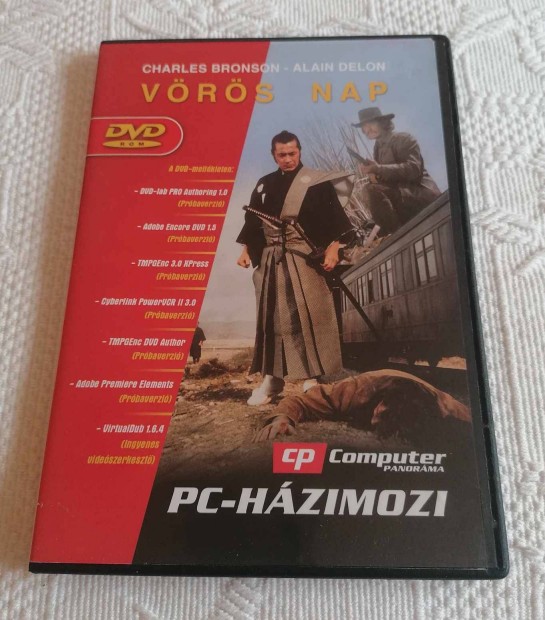 CHARLES BRONSON - ALAIN DELON
VÖRÖS NAP
DVD
ROM
A DVD-mellékleten:
- DVD-lab PRO Authoring 1.5
(Próbaverzió)
- Adobe Encore DVD 1.5
(Próbaverzió)
- TMPGEnc 3.0 XPress
(Próbaverzió)
- Cyberlink PowerVCR II 3.0
(Próbaverzió)
- TMPGEnc DVD Author
(Próbaverzió)
- Adobe Premiere Elements
(Próbaverzió)
- VirtualDub 1.6.4
(Ingyenes
videószerkesztő)
cp Computer
PANORÁMA
PC-HÁZIMOZI